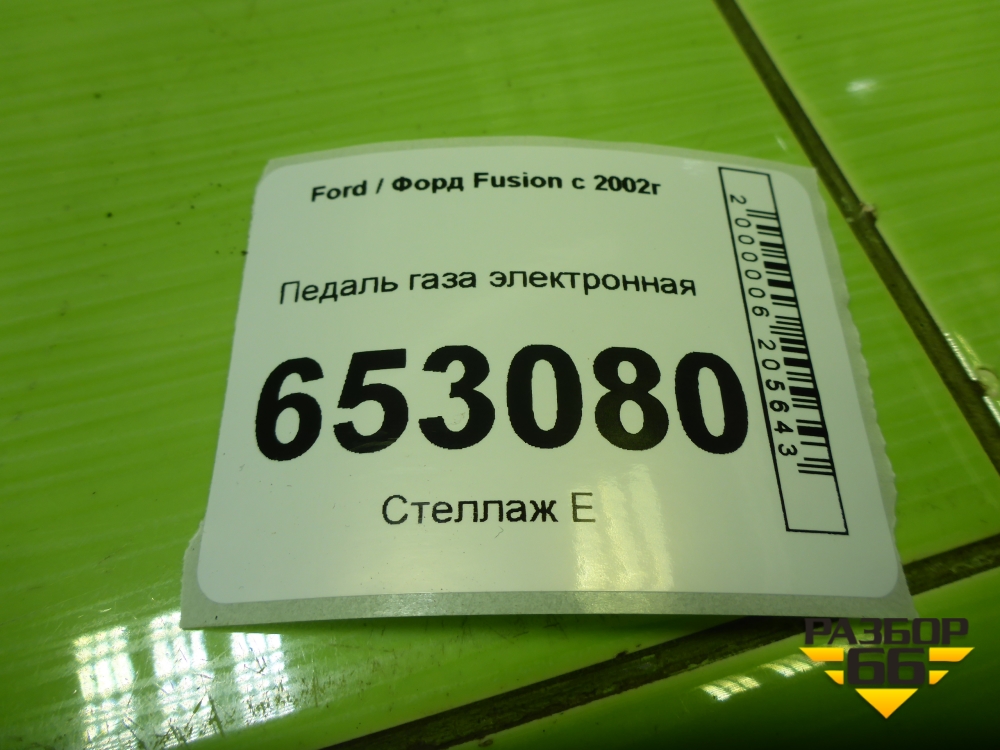 Ford / Форд Fusion с 2002г
Педаль газа электронная
653080
Стеллаж Е
2000006205643
РАЗБОР
66